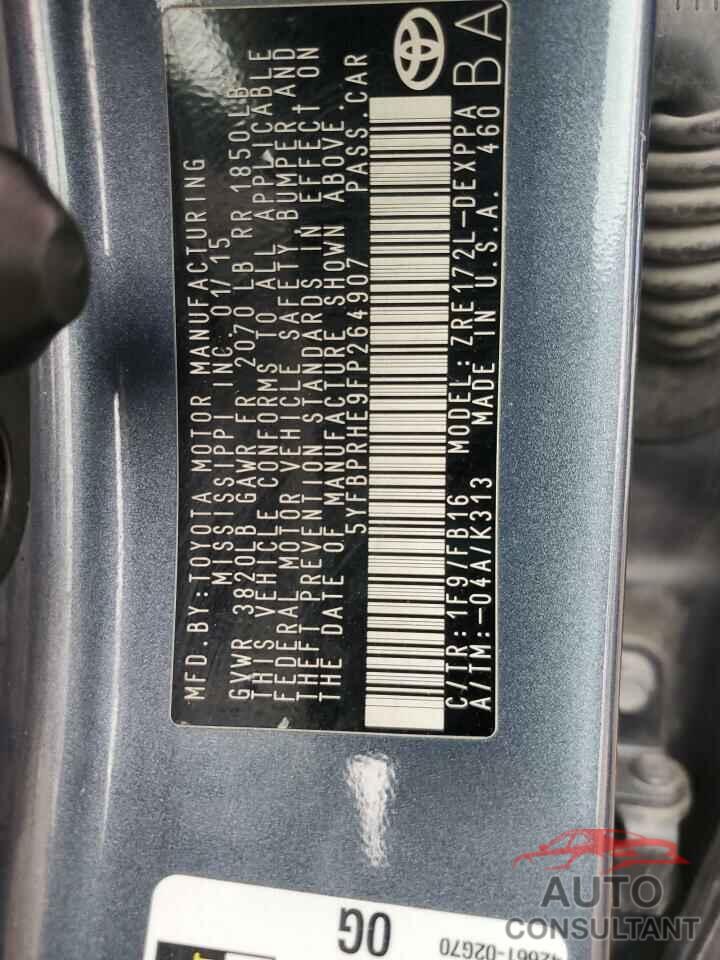 MFD.BY:TOYOTA MOTOR MANUFACTURING
MISSISSIPPI INC 01/15
GVWR 3820LB GAWR FR 2070 LB RR 1850LB
THIS VEHICLE CONFORMS TO ALL APPLICABLE
FEDERAL MOTOR VEHICLE SAFETY, BUMPER AND
THEFT PREVENTION STANDARDS IN EFFECT ON
THE DATE OF MANUFACTURE SHOWN ABOVE.
5YFBPRHE9FP264907 PASS.CAR
C/TR:1F9/FB16 MODEL:ZRE172L-DEXPPA
A/TM:-04A/K313 MADE IN U.S.A. 460
BA
0G
42661-02G70
AUTO
CONSULTANT